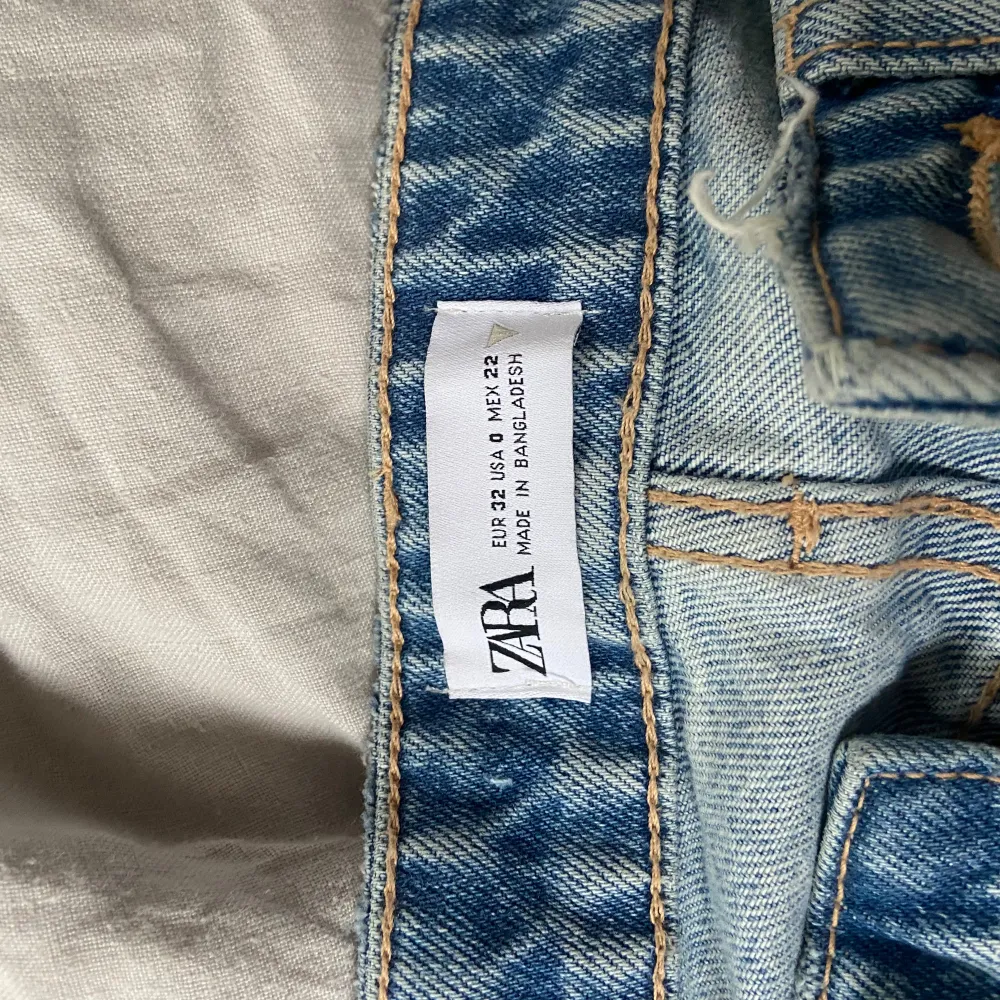 ZARA
EUR 32 USA 0 MEX 22
MADE IN BANGLADESH